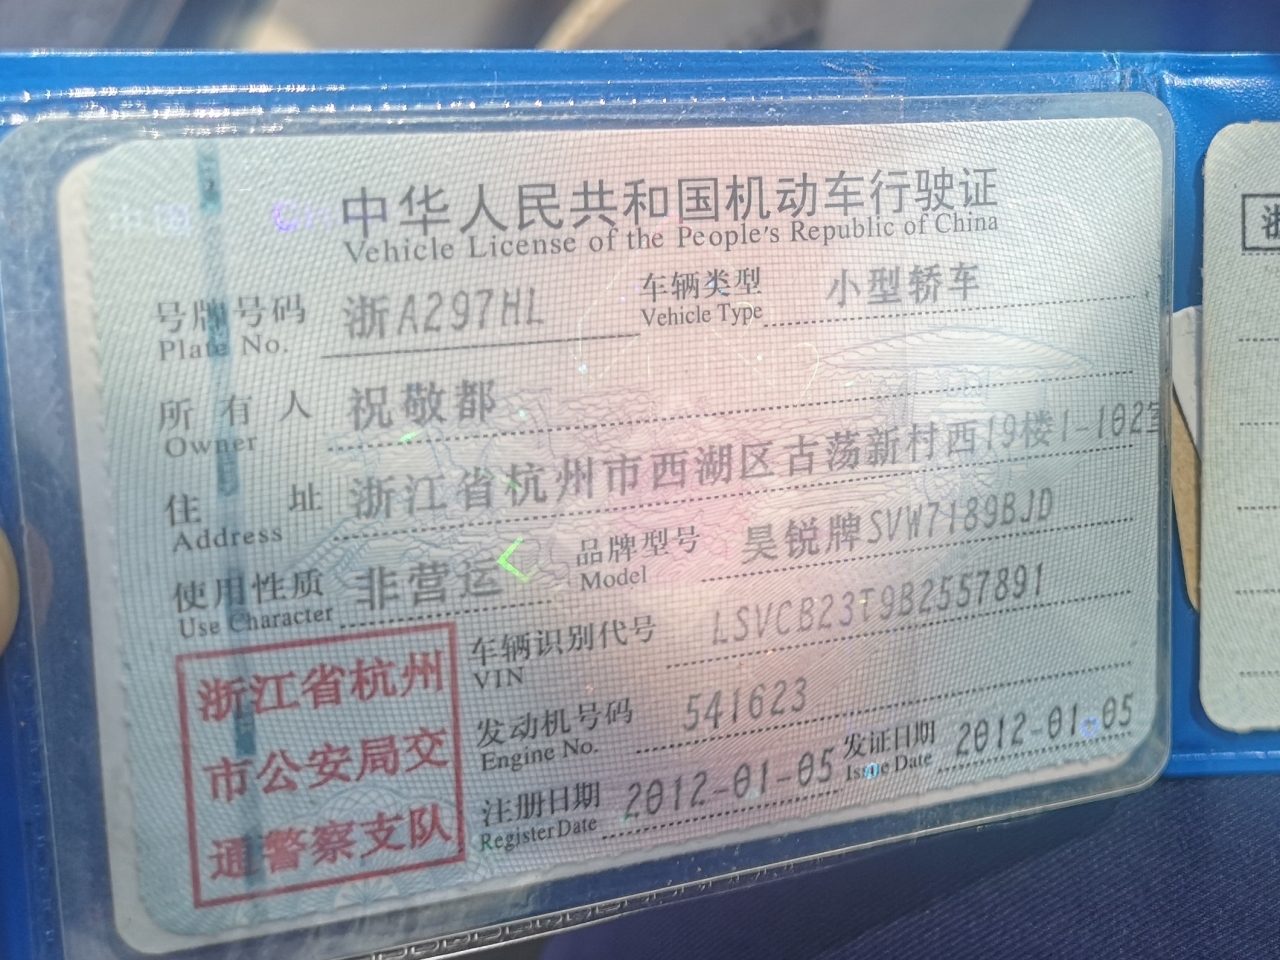 中华人民共和国机动车行驶证
Vehicle License of the People's Republic of China
号牌号码 浙A297HL 车辆类型 小型轿车
Plate No. Vehicle Type
所有人 祝敬都
Owner
住址 浙江省杭州市西湖区古荡新村西19楼1-102室
Address
使用性质 非营运 品牌型号 昊锐牌SVW7189BJD
Use Character Model
浙江省杭州
市公安局交
通警察支队
车辆识别代号 LSVCB23T9B2557891
VIN
发动机号码 541623
Engine No.
注册日期 2012-01-05 发证日期 2012-01-05
Register Date Issue Date
浙